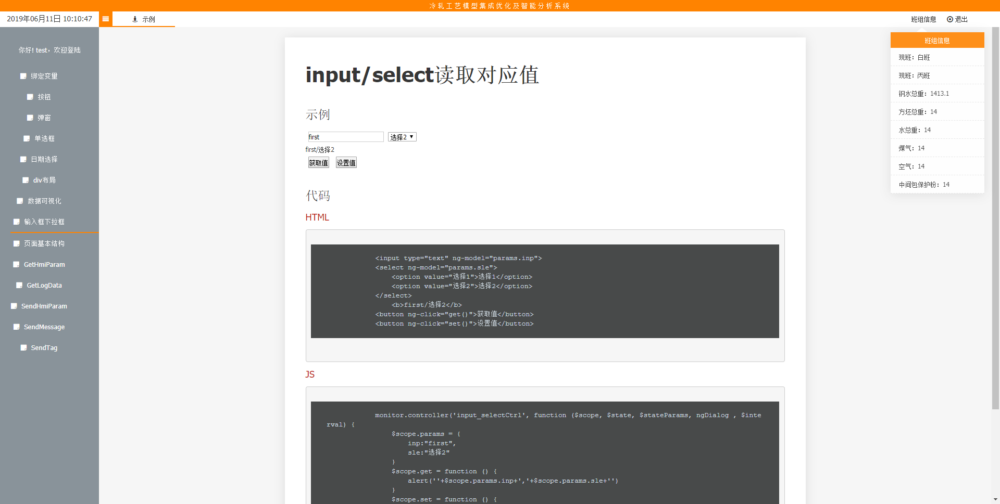 冷轧工艺模型集成优化及智能分析系统
2019年06月11日 10:10:47
示例
班组信息
退出
你好! test，欢迎登陆
绑定变量
按钮
弹窗
单选框
日期选择
div布局
数据可视化
输入框下拉框
页面基本结构
GetHmiParam
GetLogData
SendHmiParam
SendMessage
SendTag
input/select读取对应值
示例
first
选择2
first/选择2
获取值
设置值
代码
HTML
<input type="text" ng-model="params.inp">
<select ng-model="params.sle">
<option value="选择1">选择1</option>
<option value="选择2">选择2</option>
</select>
<b>first/选择2</b>
<button ng-click="get()">获取值</button>
<button ng-click="set()">设置值</button>
JS
monitor.controller('input_selectCtrl', function ($scope, $state, $stateParams, ngDialog , $inte
rval) {
$scope.params = {
inp:"first",
sle:"选择2"
}
$scope.get = function () {
alert(''+$scope.params.inp+','+$scope.params.sle+'')
}
$scope.set = function () {
班组信息
现班：白班
现班：丙班
钢水总重：1413.1
方坯总重：14
水总重：14
煤气：14
空气：14
中间包保护粉：14